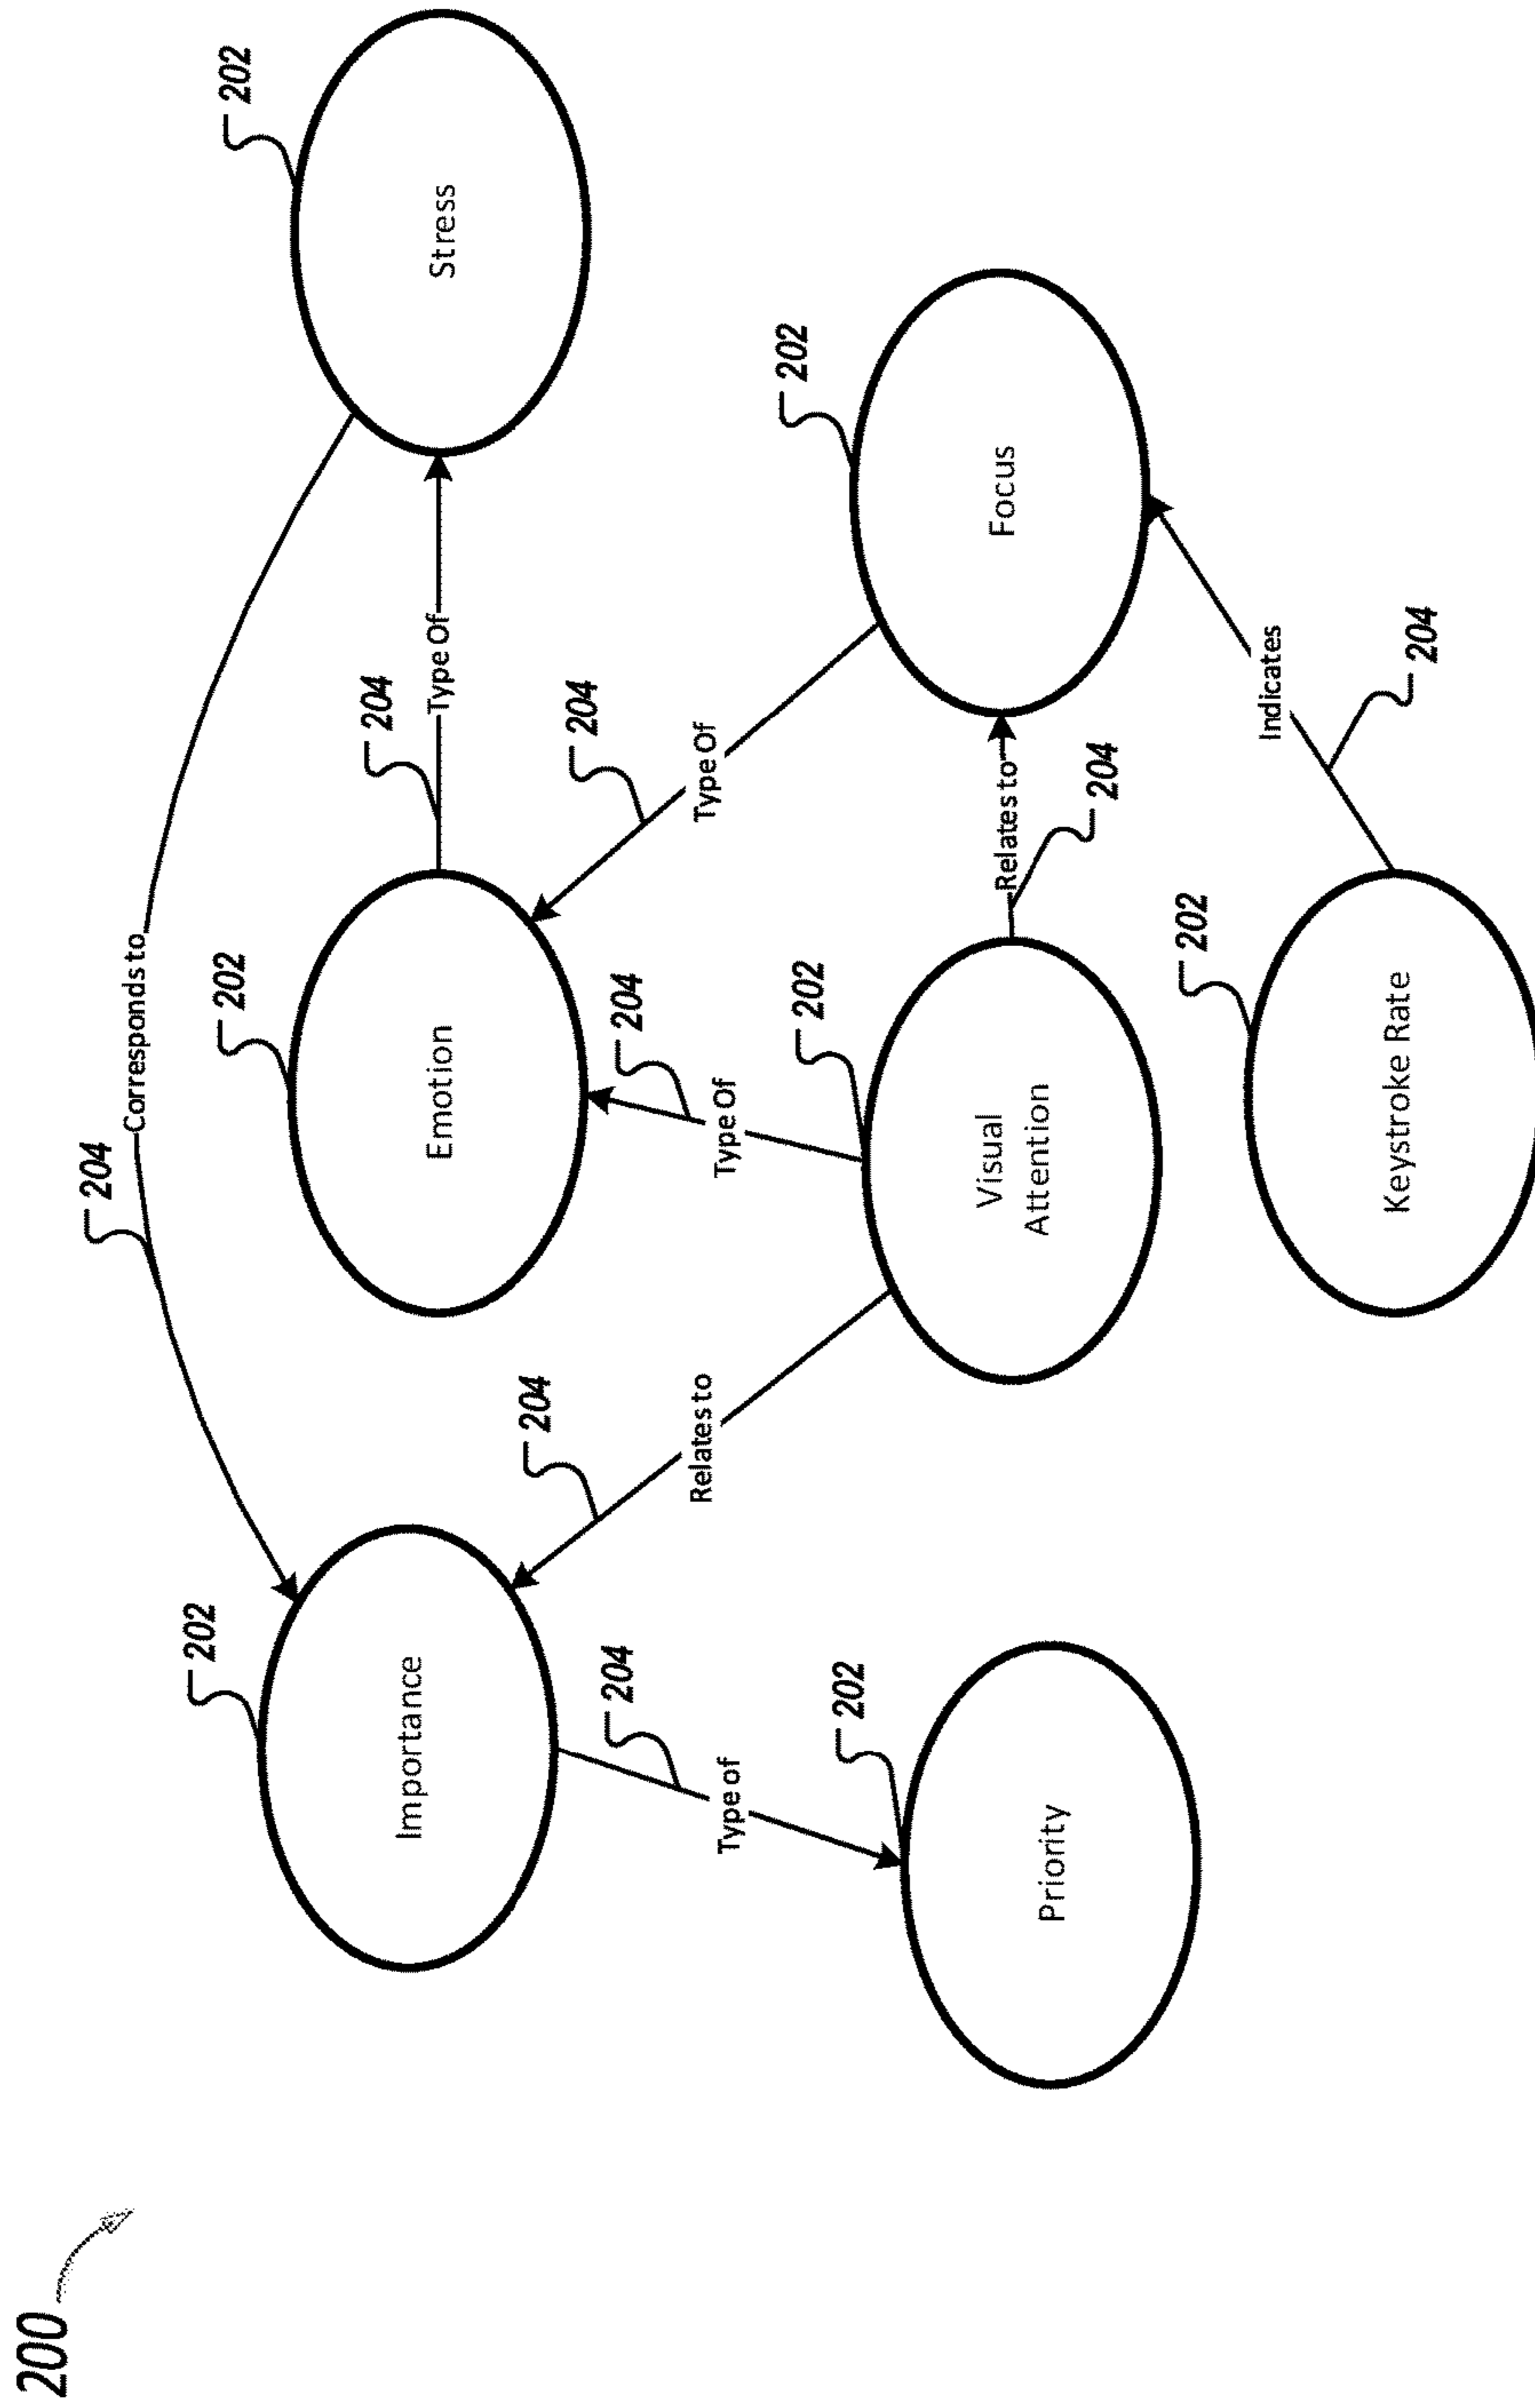 200
204
Corresponds to
202
202
202
204
Importance
Emotion
Type Of
Stress
204
204
204
204
Type of
Relates to
Type Of
Type Of
202
202
202
Visual
Attention
Relates to
Focus
Priority
204
202
Indicates
Keystroke Rate
204